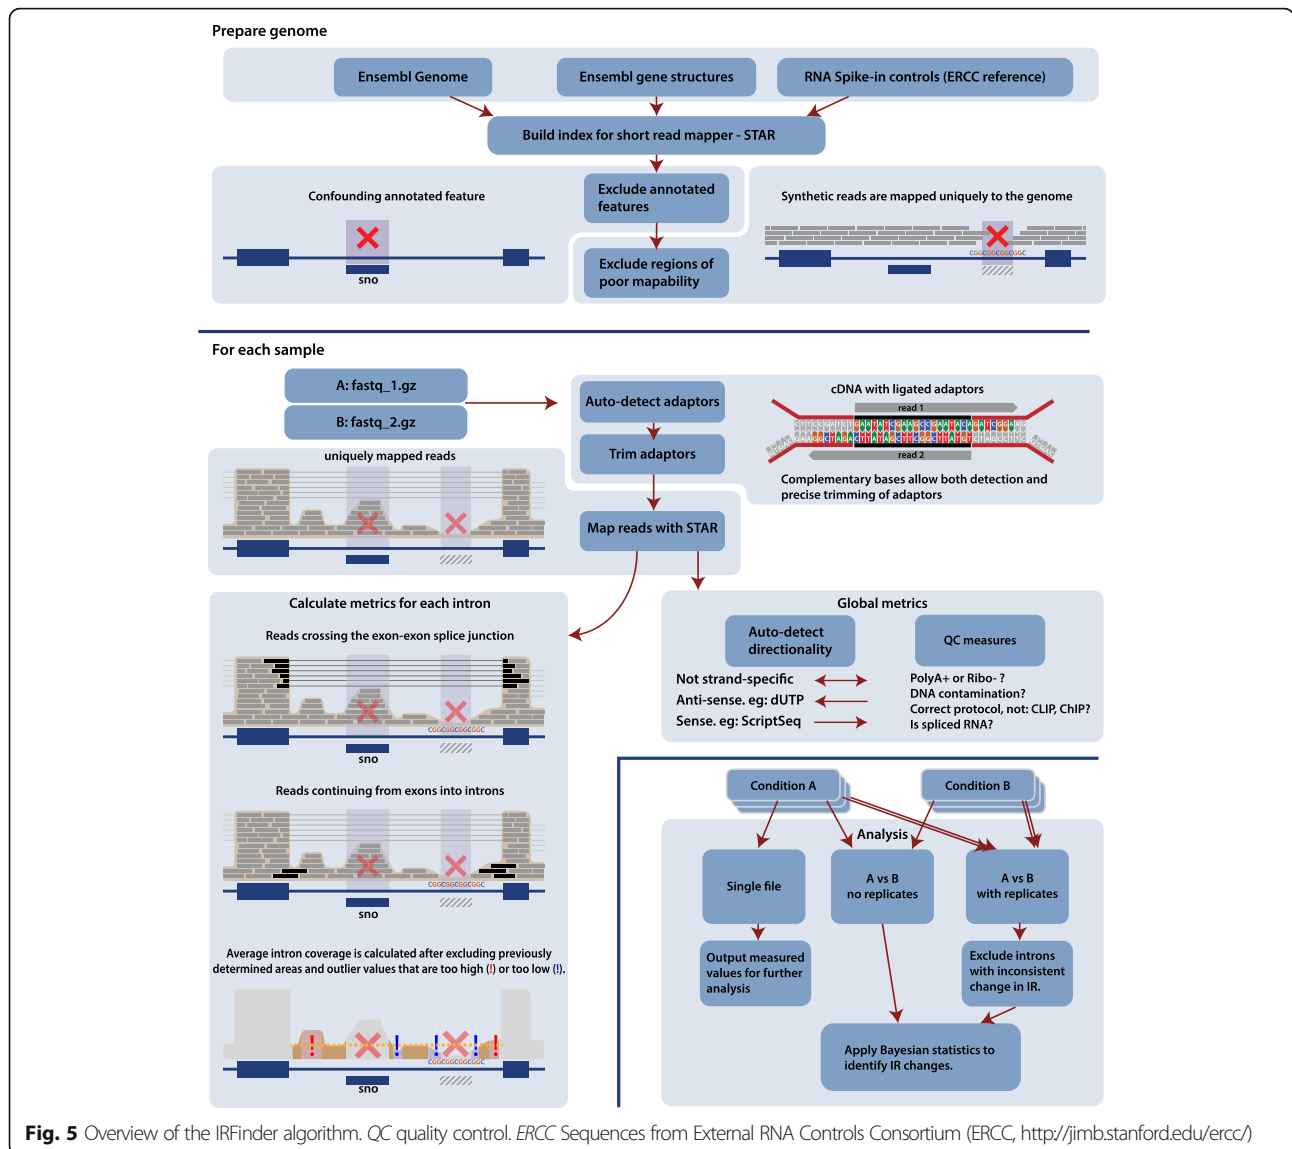 Prepare genome
Ensembl Genome
Ensembl gene structures
RNA Spike-in controls (ERCC reference)
Build index for short read mapper - STAR
Confounding annotated feature
sno
Exclude annotated
features
Exclude regions of
poor mapability
Synthetic reads are mapped uniquely to the genome
CGGCGGCGGCGGC
For each sample
A: fastq_1.gz
B: fastq_2.gz
Auto-detect adaptors
Trim adaptors
cDNA with ligated adaptors
read 1
CTTCCGATCTGAATATCGAAGCCGAATACAGATCGGAAG
GAAGGCTAGACTTATAGCTTCGGCTTATGTCTAGCCTTC
read 2
Complementary bases allow both detection and
precise trimming of adaptors
uniquely mapped reads
Map reads with STAR
Calculate metrics for each intron
Reads crossing the exon-exon splice junction
CGGCGGCGGCGGC
sno
Reads continuing from exons into introns
CGGCGGCGGCGGC
sno
Average intron coverage is calculated after excluding previously
determined areas and outlier values that are too high (!) or too low (!).
! ! ! ! !
CGGCGGCGGCGGC
sno
Global metrics
Auto-detect
directionality
QC measures
Not strand-specific
Anti-sense. eg: dUTP
Sense. eg: ScriptSeq
PolyA+ or Ribo- ?
DNA contamination?
Correct protocol, not: CLIP, ChIP?
Is spliced RNA?
Condition A
Condition B
Analysis
Single file
A vs B
no replicates
A vs B
with replicates
Output measured
values for further
analysis
Exclude introns
with inconsistent
change in IR.
Apply Bayesian statistics to
identify IR changes.
Fig. 5 Overview of the IRFinder algorithm. QC quality control. ERCC Sequences from External RNA Controls Consortium (ERCC, http://jimb.stanford.edu/ercc/)